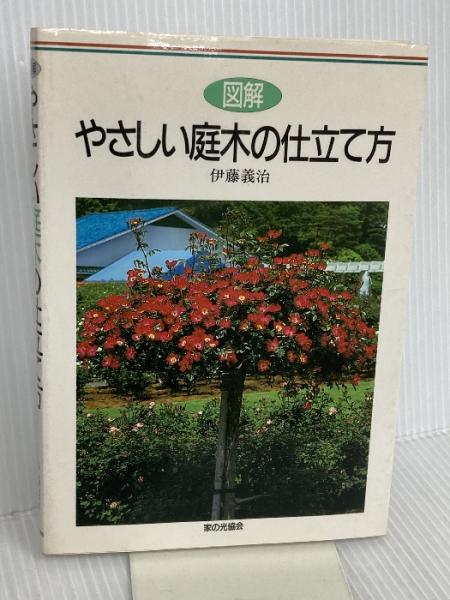 図解
やさしい庭木の仕立て方
伊藤義治
家の光協会